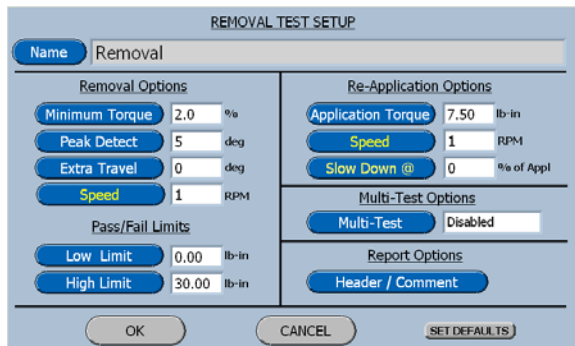 REMOVAL TEST SETUP
Name Removal
Removal Options
Minimum Torque 2.0 %
Peak Detect 5 deg
Extra Travel 0 deg
Speed 1 RPM
Pass/Fail Limits
Low Limit 0.00 lb-in
High Limit 30.00 lb-in
Re-Application Options
Application Torque 7.50 lb-in
Speed 1 RPM
Slow Down @ 0 % of Appl
Multi-Test Options
Multi-Test Disabled
Report Options
Header / Comment
OK CANCEL SET DEFAULTS